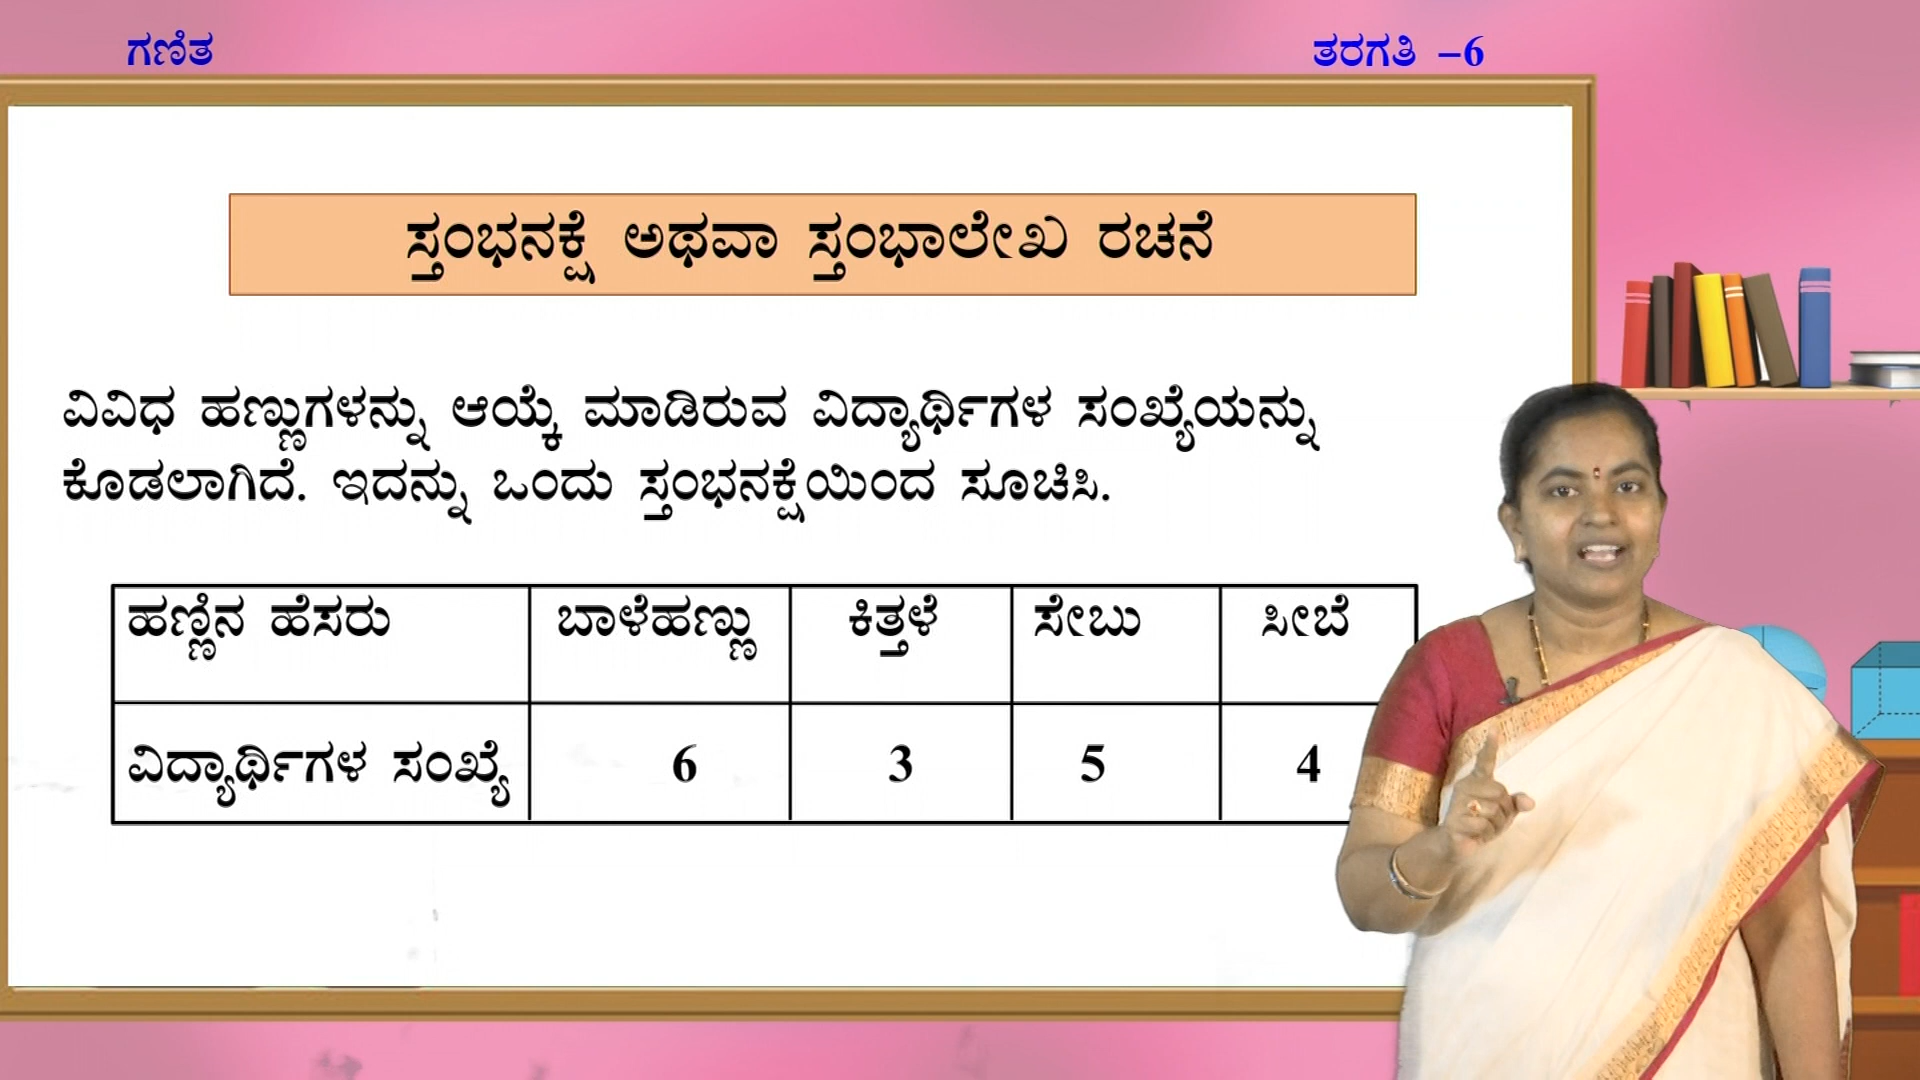 ಗಣಿತ
ತರಗತಿ –6
ಸ್ತಂಭನಕ್ಷೆ ಅಥವಾ ಸ್ತಂಭಾಲೇಖ ರಚನೆ
ವಿವಿಧ ಹಣ್ಣುಗಳನ್ನು ಆಯ್ಕೆ ಮಾಡಿರುವ ವಿದ್ಯಾರ್ಥಿಗಳ ಸಂಖ್ಯೆಯನ್ನು
ಕೊಡಲಾಗಿದೆ. ಇದನ್ನು ಒಂದು ಸ್ತಂಭನಕ್ಷೆಯಿಂದ ಸೂಚಿಸಿ.
ಹಣ್ಣಿನ ಹೆಸರು ಬಾಳೆಹಣ್ಣು ಕಿತ್ತಳೆ ಸೇಬು ಸೀಬೆ
ವಿದ್ಯಾರ್ಥಿಗಳ ಸಂಖ್ಯೆ 6 3 5 4